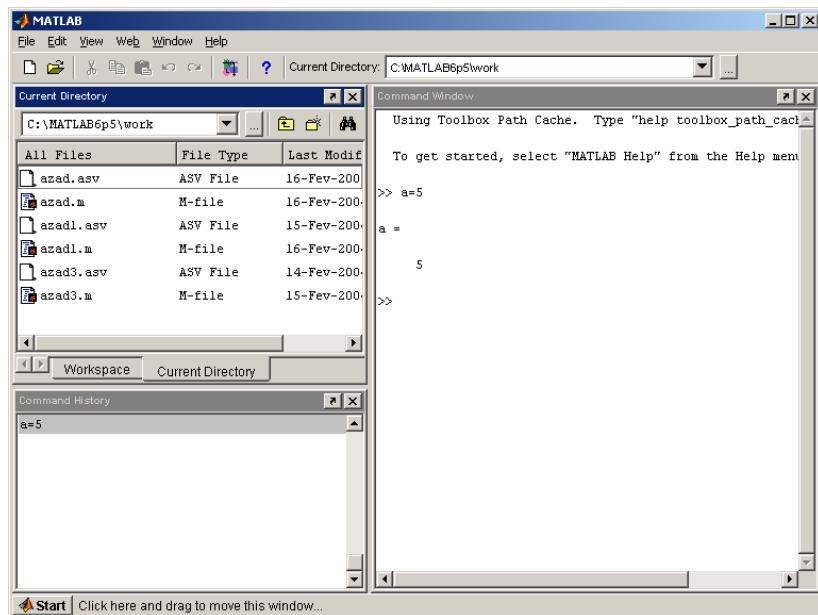 MATLAB
File Edit View Web Window Help
? Current Directory: C:\MATLAB6p5\work ...
Current Directory
C:\MATLAB6p5\work ...
All Files File Type Last Modif
azad.asv ASV File 16-Fev-200
azad.m M-file 16-Fev-200
azad1.asv ASV File 15-Fev-200
azad1.m M-file 16-Fev-200
azad3.asv ASV File 14-Fev-200
azad3.m M-file 15-Fev-200
Workspace Current Directory
Command History
a=5
Command Window
Using Toolbox Path Cache. Type "help toolbox_path_cach
To get started, select "MATLAB Help" from the Help menu
>> a=5
a =
5
>>
Start Click here and drag to move this window...